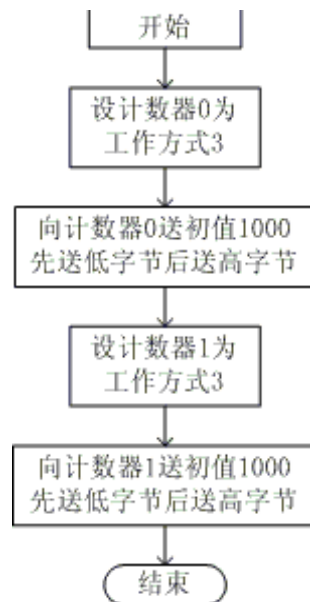 开始
设计数器0为
工作方式3
向计数器0送初值1000
先送低字节后送高字节
设计数器1为
工作方式3
向计数器1送初值1000
先送低字节后送高字节
结束